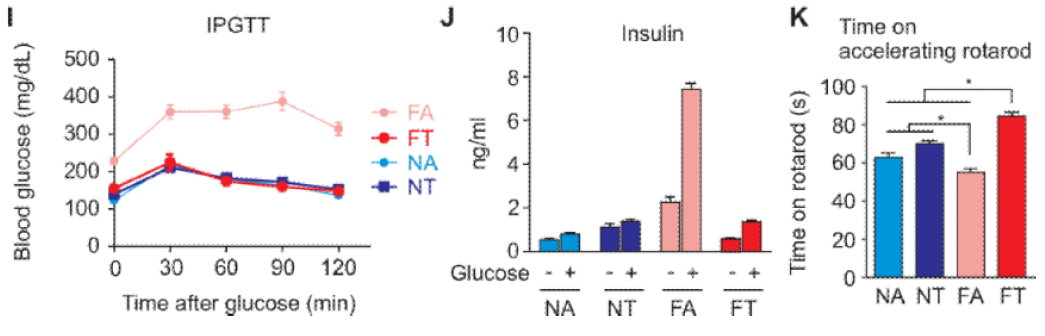 I
IPGTT
Blood glucose (mg/dL)
500
400
300
200
100
0
0 30 60 90 120
Time after glucose (min)
FA
FT
NA
NT
J
Insulin
ng/ml
10
8
6
4
2
0
Glucose - + - + - + - +
NA NT FA FT
K
Time on
accelerating rotarod
Time on rotarod (s)
100
80
60
40
20
0
*
*
NA NT FA FT